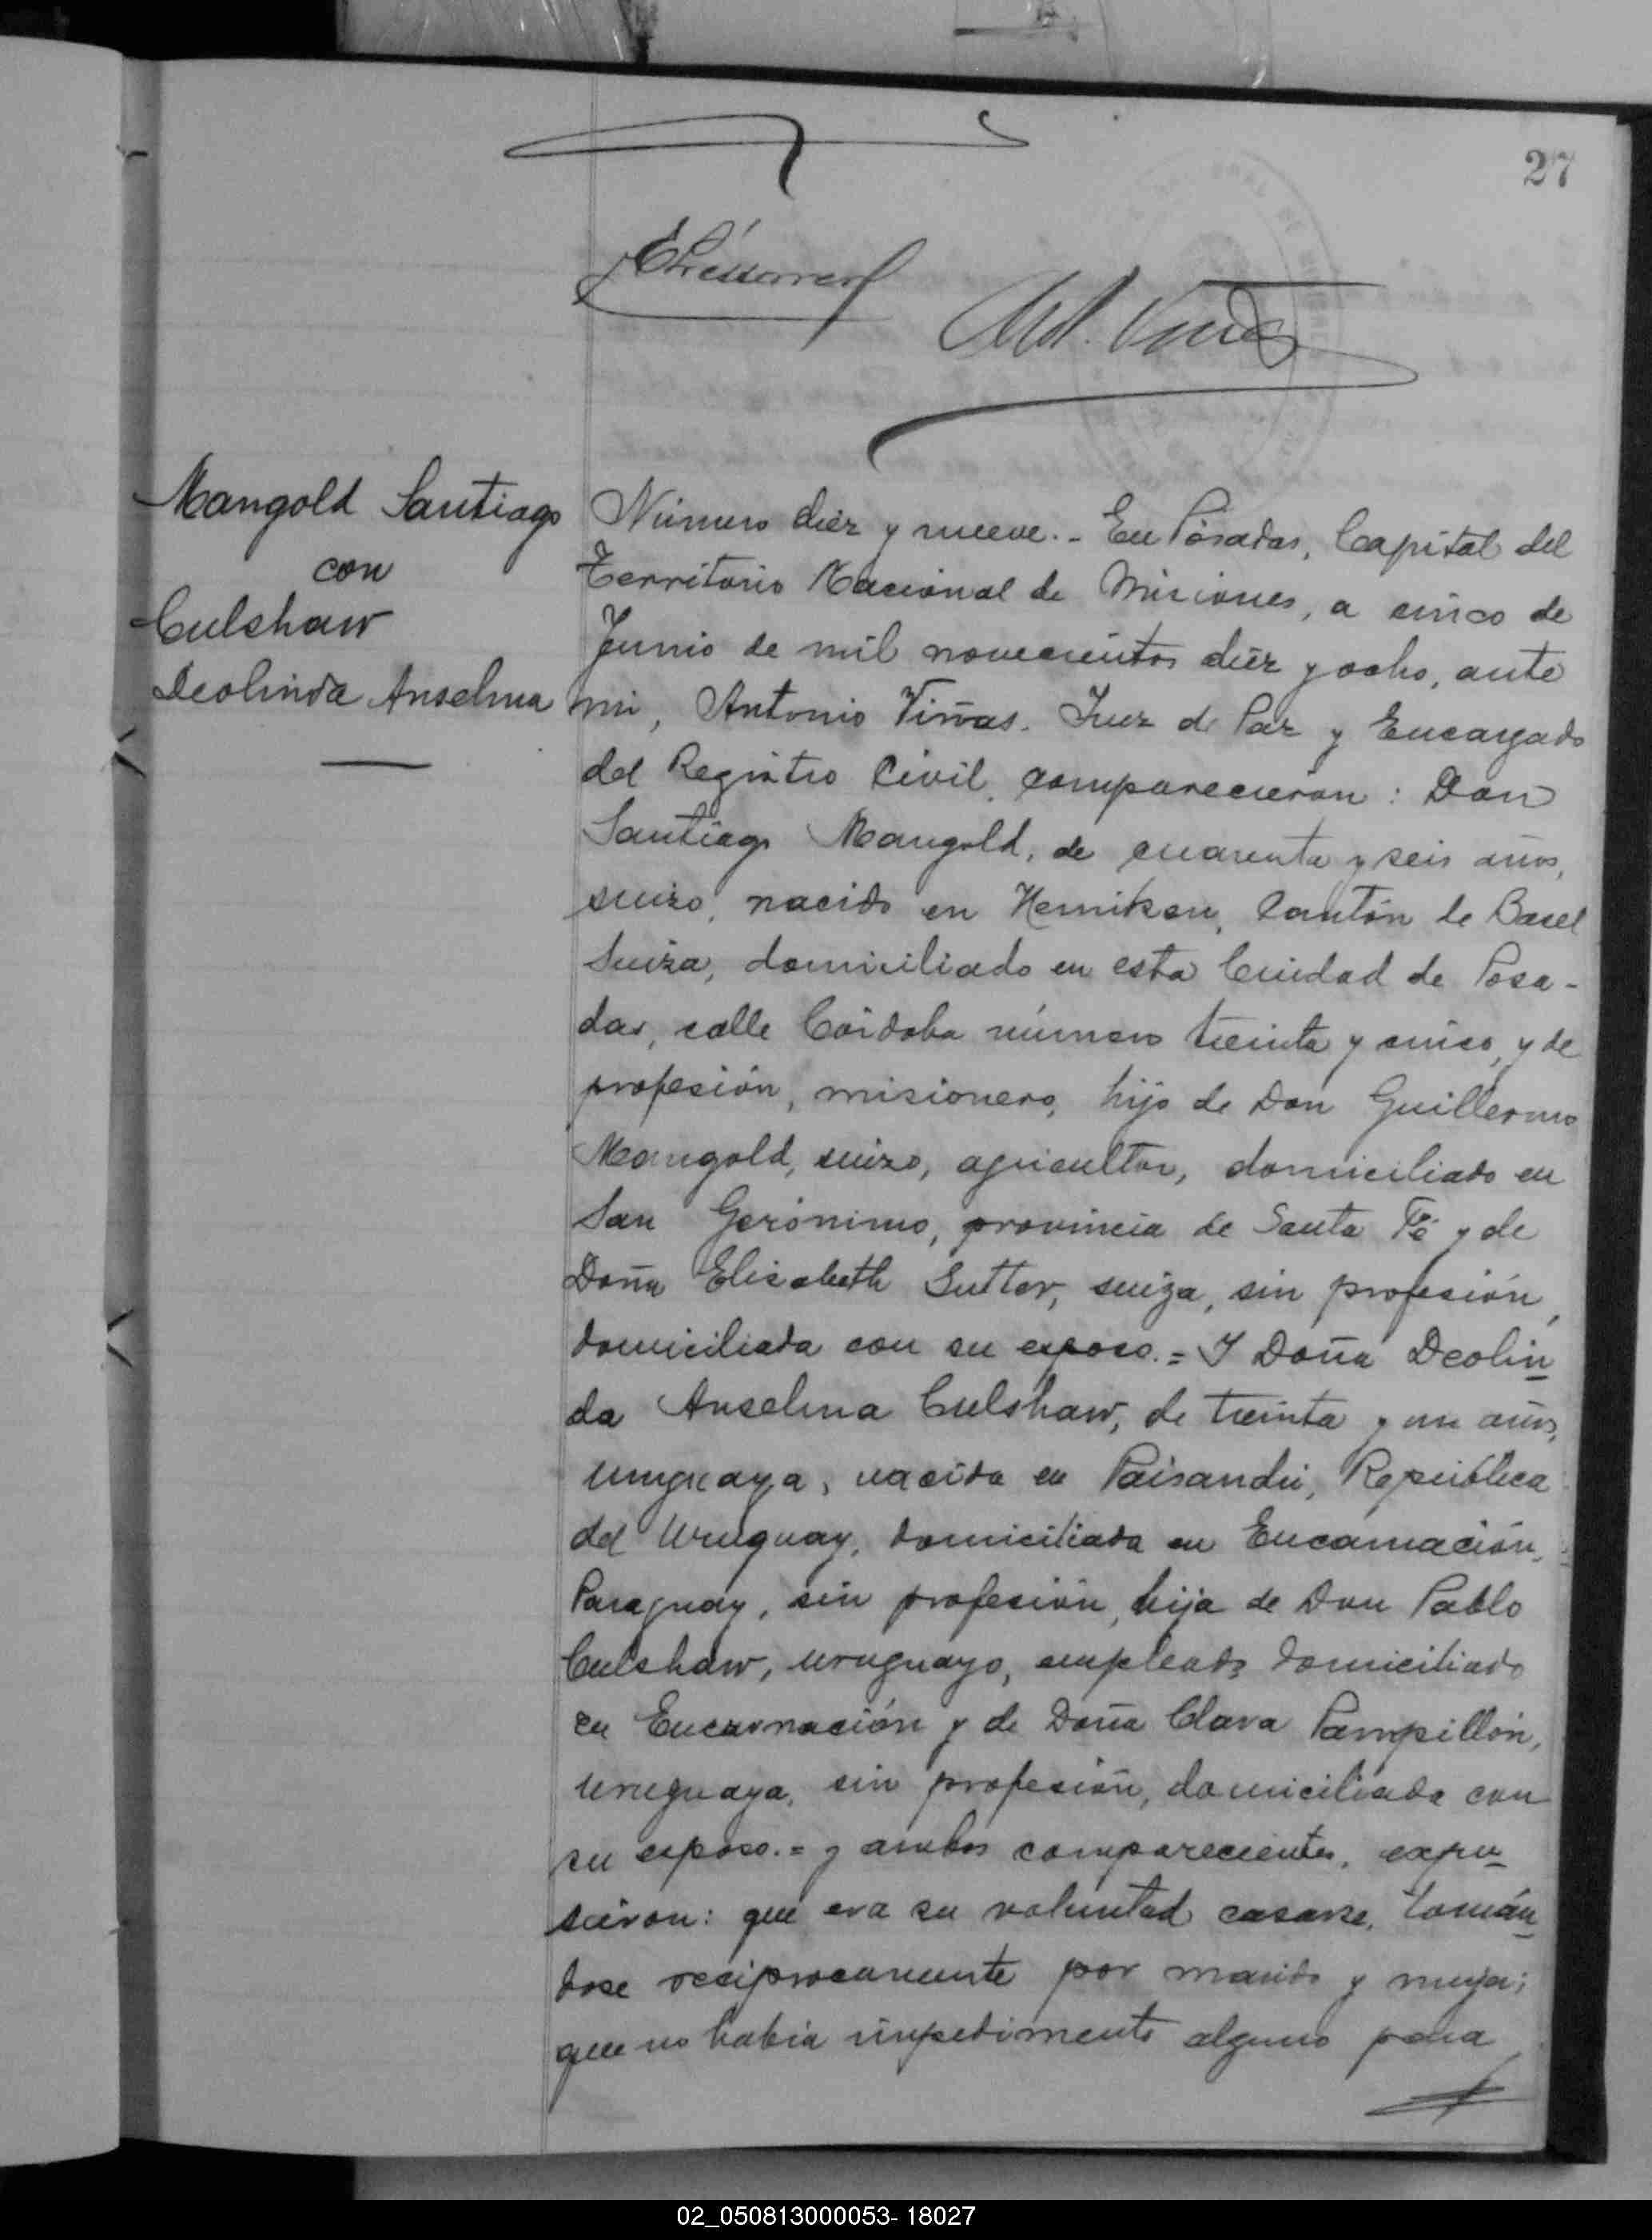 27
Mangold Santiago
con
Culshaw
Deolinda Anselma
Número diez y nueve.- En Posadas, Capital del
Territorio Nacional de Misiones, a cinco de
Junio de mil novecientos diez y ocho, ante
mi, Antonio Viñas. Juez de Paz y Encargado
del Registro Civil, comparecieron: Don
Santiago Mangold, de cuarenta y seis años,
suizo, nacido en Hemiken, Cantón de Basel
Suiza, domiciliado en esta Ciudad de Posa-
das, calle Córdoba número treinta y cinco, y de
profesión, misionero, hijo de Don Guillermo
Mangold, suizo, agricultor, domiciliado en
San Gerónimo, provincia de Santa Fé y de
Doña Elisabeth Sutter, suiza, sin profesión,
domiciliada con su esposo.= Y Doña Deolin
da Anselma Culshaw, de treinta y un años,
uruguaya, nacida en Paisandú, República
del Uruguay, domiciliada en Encarnación,
Paraguay, sin profesión, hija de Don Pablo
Culshaw, uruguayo, empleado domiciliado
en Encarnación y de Doña Clara Pampillón,
uruguaya, sin profesión, domiciliada con
su esposo.= y ambos comparecientes, expu
sieron: que era su voluntad casarse, tomán
dose reciprocamente por marido y mujer;
que no había impedimento alguno para
02_050813000053- 18027